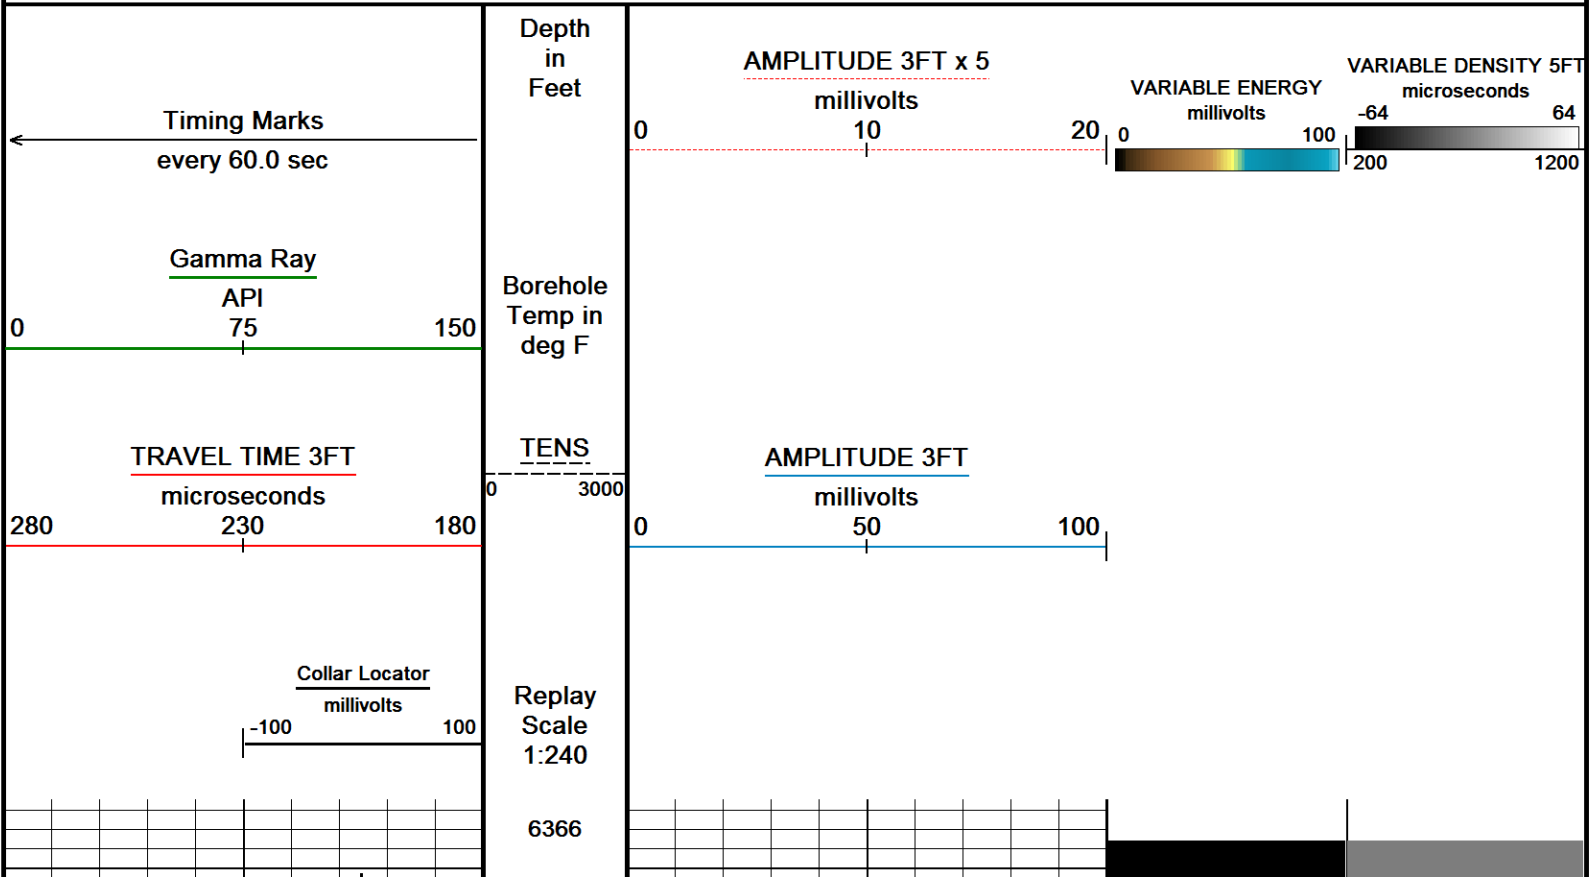 Timing Marks
every 60.0 sec
Gamma Ray
API
0 75 150
TRAVEL TIME 3FT
microseconds
280 230 180
Collar Locator
millivolts
-100 100
Depth
in
Feet
Borehole
Temp in
deg F
TENS
0 3000
Replay
Scale
1:240
6366
AMPLITUDE 3FT x 5
millivolts
0 10 20
AMPLITUDE 3FT
millivolts
0 50 100
VARIABLE ENERGY
millivolts
0 100
VARIABLE DENSITY 5FT
microseconds
-64 64
200 1200